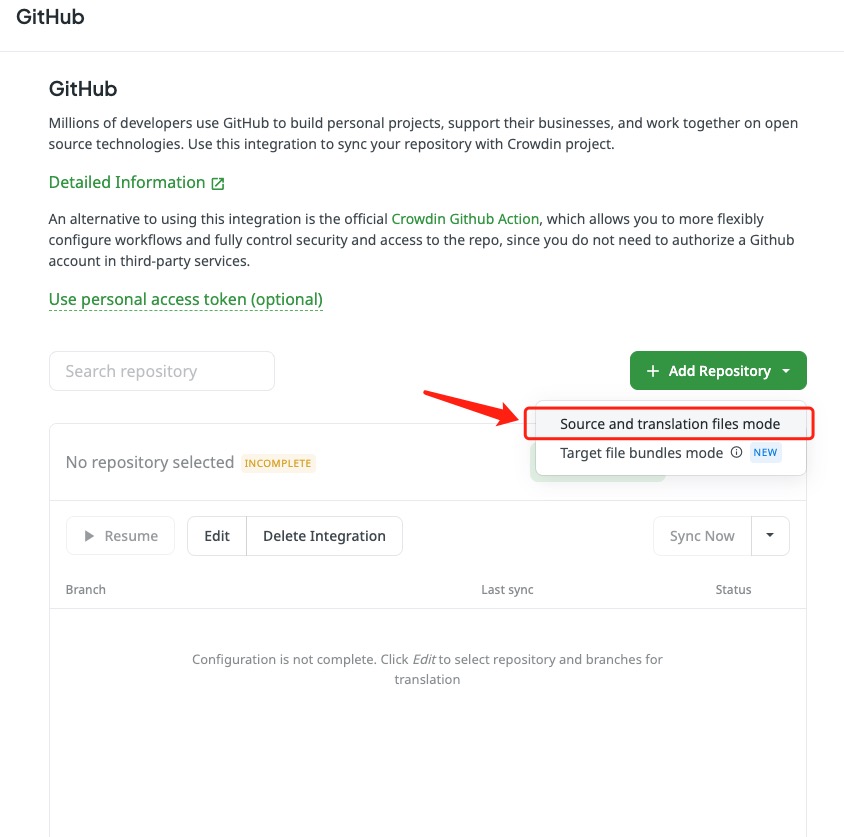 GitHub
GitHub
Millions of developers use GitHub to build personal projects, support their businesses, and work together on open
source technologies. Use this integration to sync your repository with Crowdin project.
Detailed Information
An alternative to using this integration is the official Crowdin Github Action, which allows you to more flexibly
configure workflows and fully control security and access to the repo, since you do not need to authorize a Github
account in third-party services.
Use personal access token (optional)
Search repository
Add Repository
Source and translation files mode
Target file bundles mode NEW
No repository selected INCOMPLETE
Resume Edit Delete Integration Sync Now
Branch Last sync Status
Configuration is not complete. Click Edit to select repository and branches for
translation